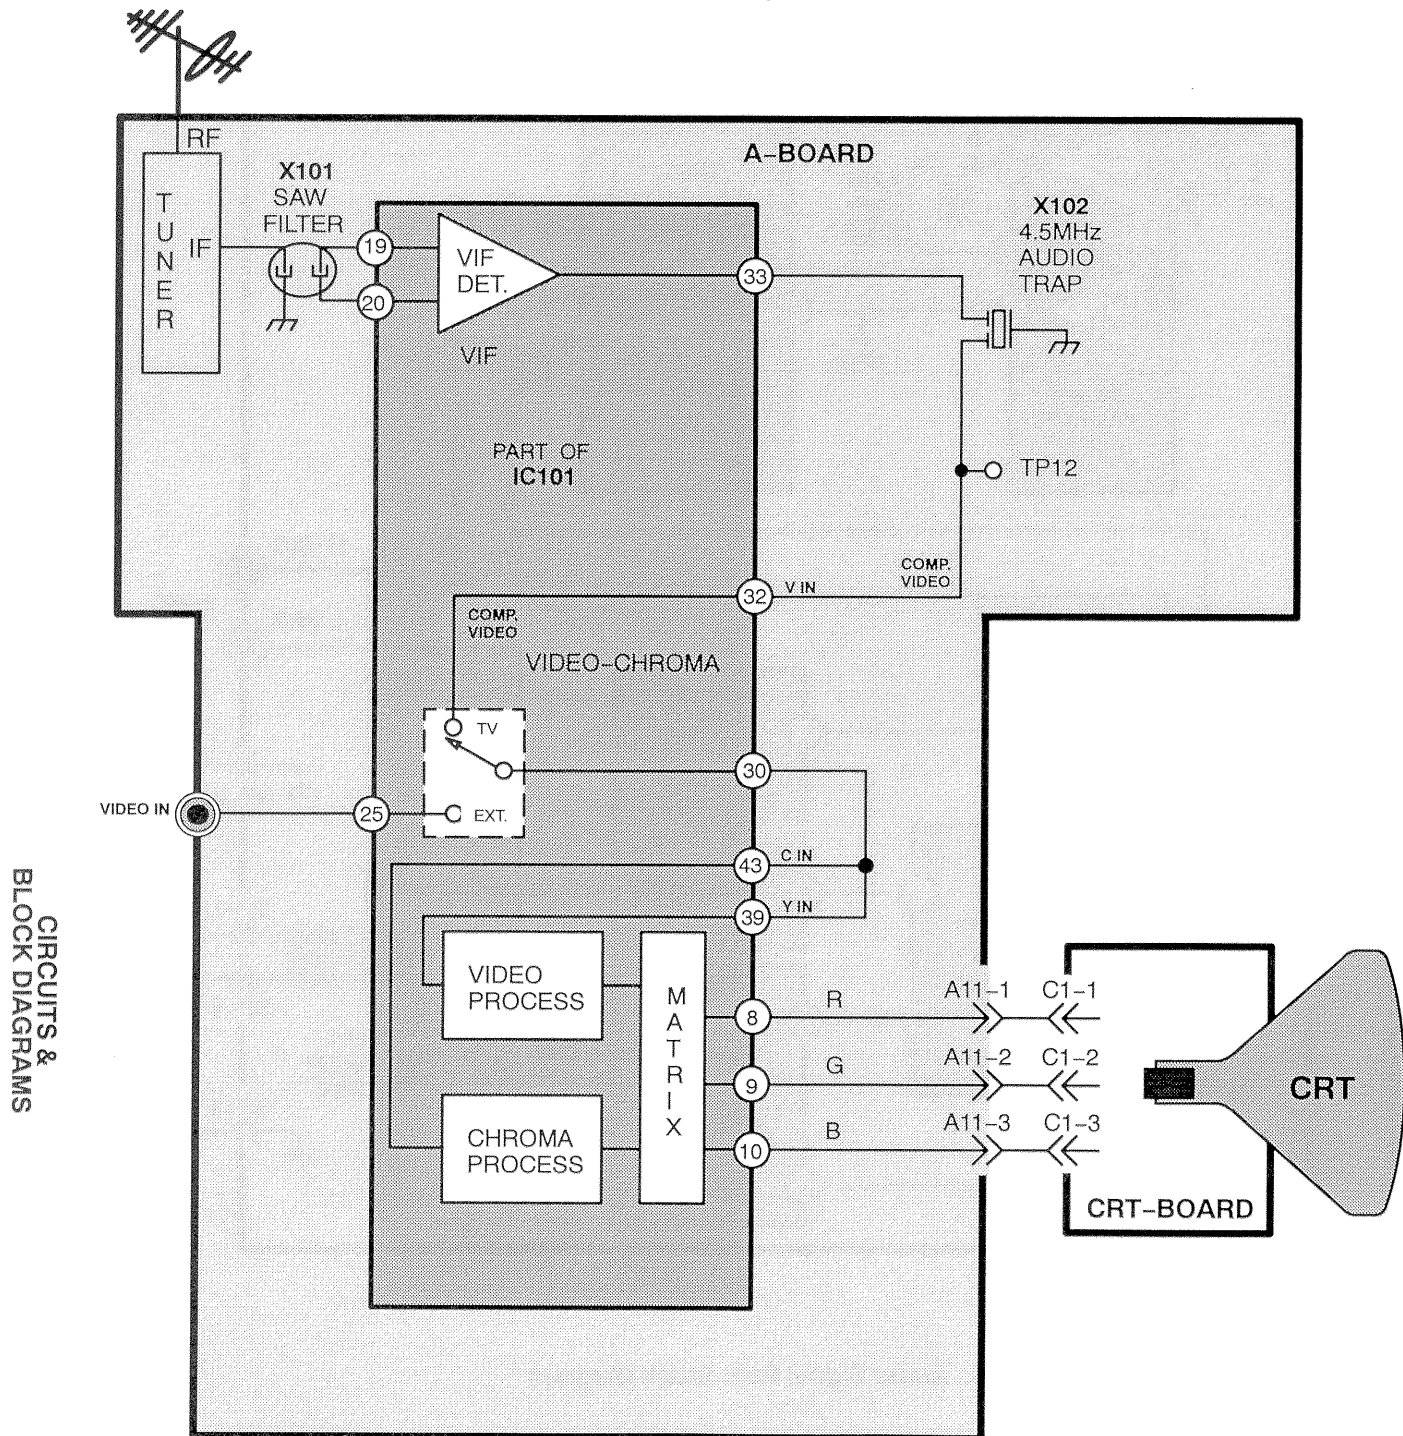 RF
A-BOARD
X101
SAW
FILTER
TUNER
IF
X102
4.5MHz
AUDIO
TRAP
19
VIF
DET.
33
20
VIF
PART OF
IC101
TP12
COMP.
VIDEO
32
V IN
COMP.
VIDEO
VIDEO-CHROMA
TV
30
VIDEO IN
25
EXT.
43
C IN
39
Y IN
CIRCUITS &
BLOCK DIAGRAMS
VIDEO
PROCESS
MATRIX
8
R
A11-1
C1-1
9
G
A11-2
C1-2
CRT
10
B
A11-3
C1-3
CHROMA
PROCESS
CRT-BOARD